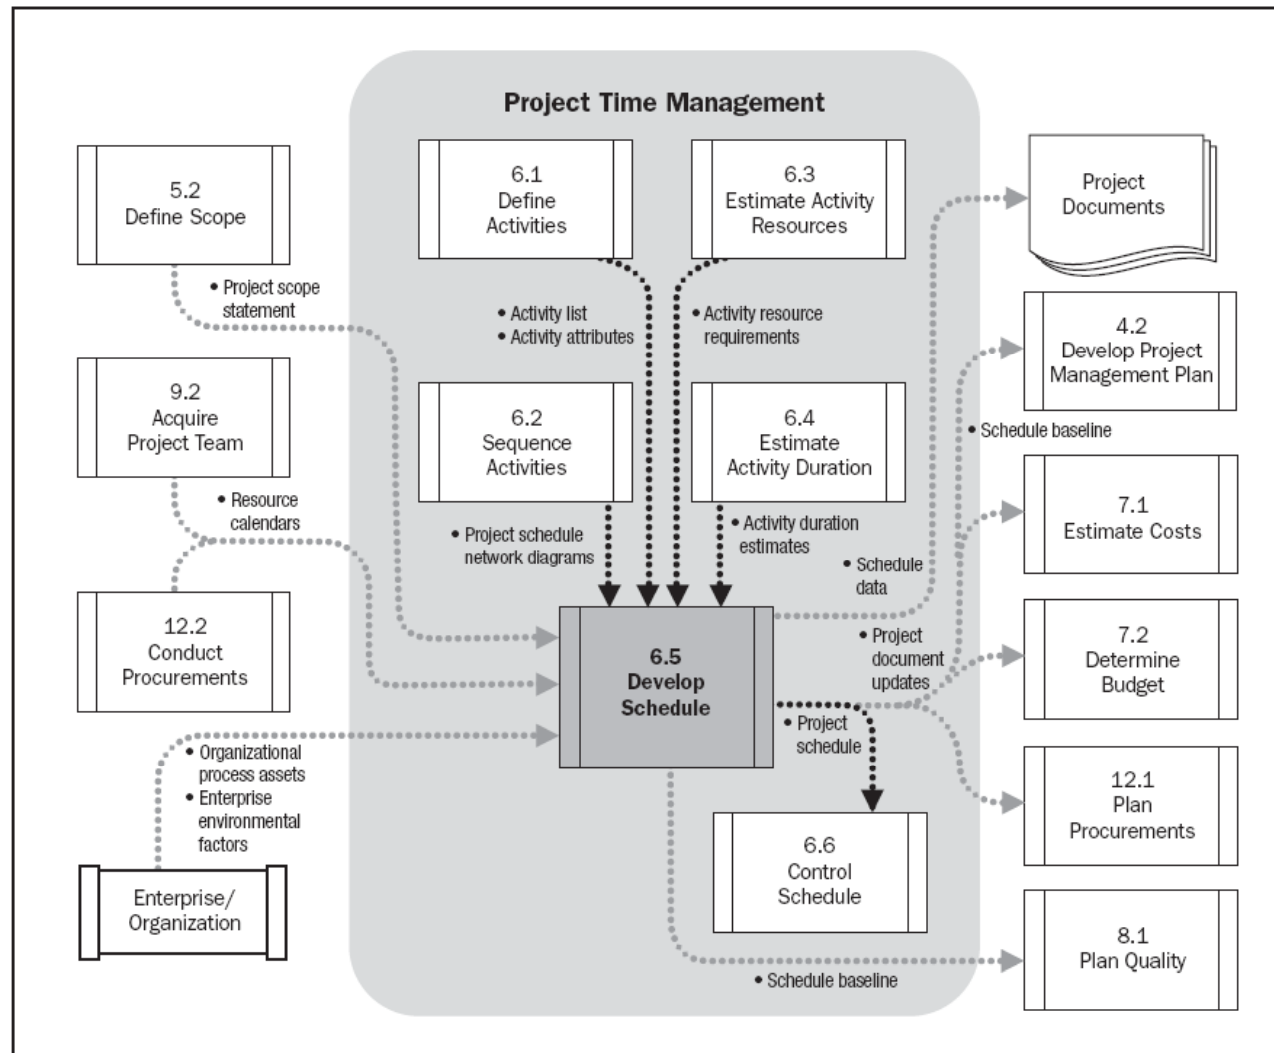 Project Time Management
5.2
Define Scope
• Project scope
statement
9.2
Acquire
Project Team
• Resource
calendars
12.2
Conduct
Procurements
• Organizational
process assets
• Enterprise
environmental
factors
Enterprise/
Organization
6.1
Define
Activities
• Activity list
• Activity attributes
6.3
Estimate Activity
Resources
• Activity resource
requirements
6.2
Sequence
Activities
• Project schedule
network diagrams
6.4
Estimate
Activity Duration
• Activity duration
estimates
6.5
Develop
Schedule
• Schedule
data
• Project
document
updates
• Project
schedule
6.6
Control
Schedule
• Schedule baseline
Project
Documents
4.2
Develop Project
Management Plan
• Schedule baseline
7.1
Estimate Costs
7.2
Determine
Budget
12.1
Plan
Procurements
8.1
Plan Quality